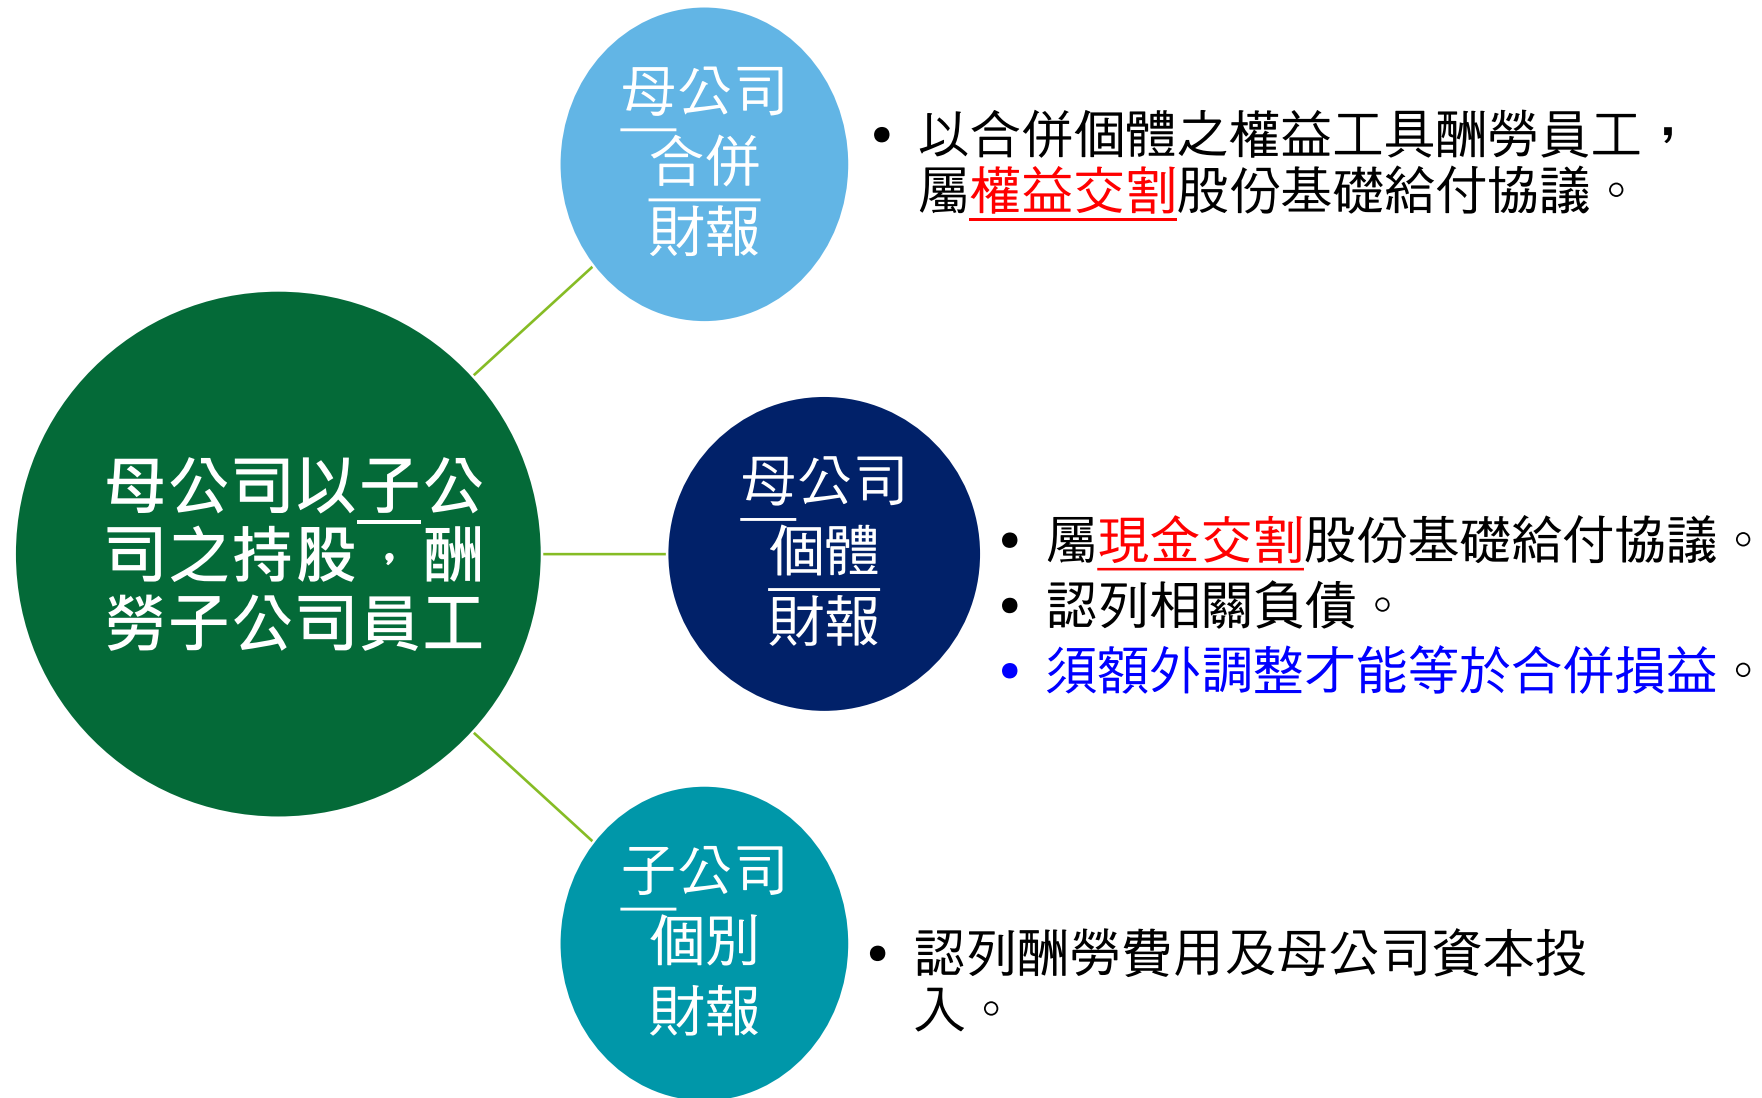 母公司以子公
司之持股，酬
勞子公司員工
母公司
合併
財報
• 以合併個體之權益工具酬勞員工，
屬權益交割股份基礎給付協議。
母公司
個體
財報
• 屬現金交割股份基礎給付協議。
• 認列相關負債。
• 須額外調整才能等於合併損益。
子公司
個別
財報
• 認列酬勞費用及母公司資本投
入。